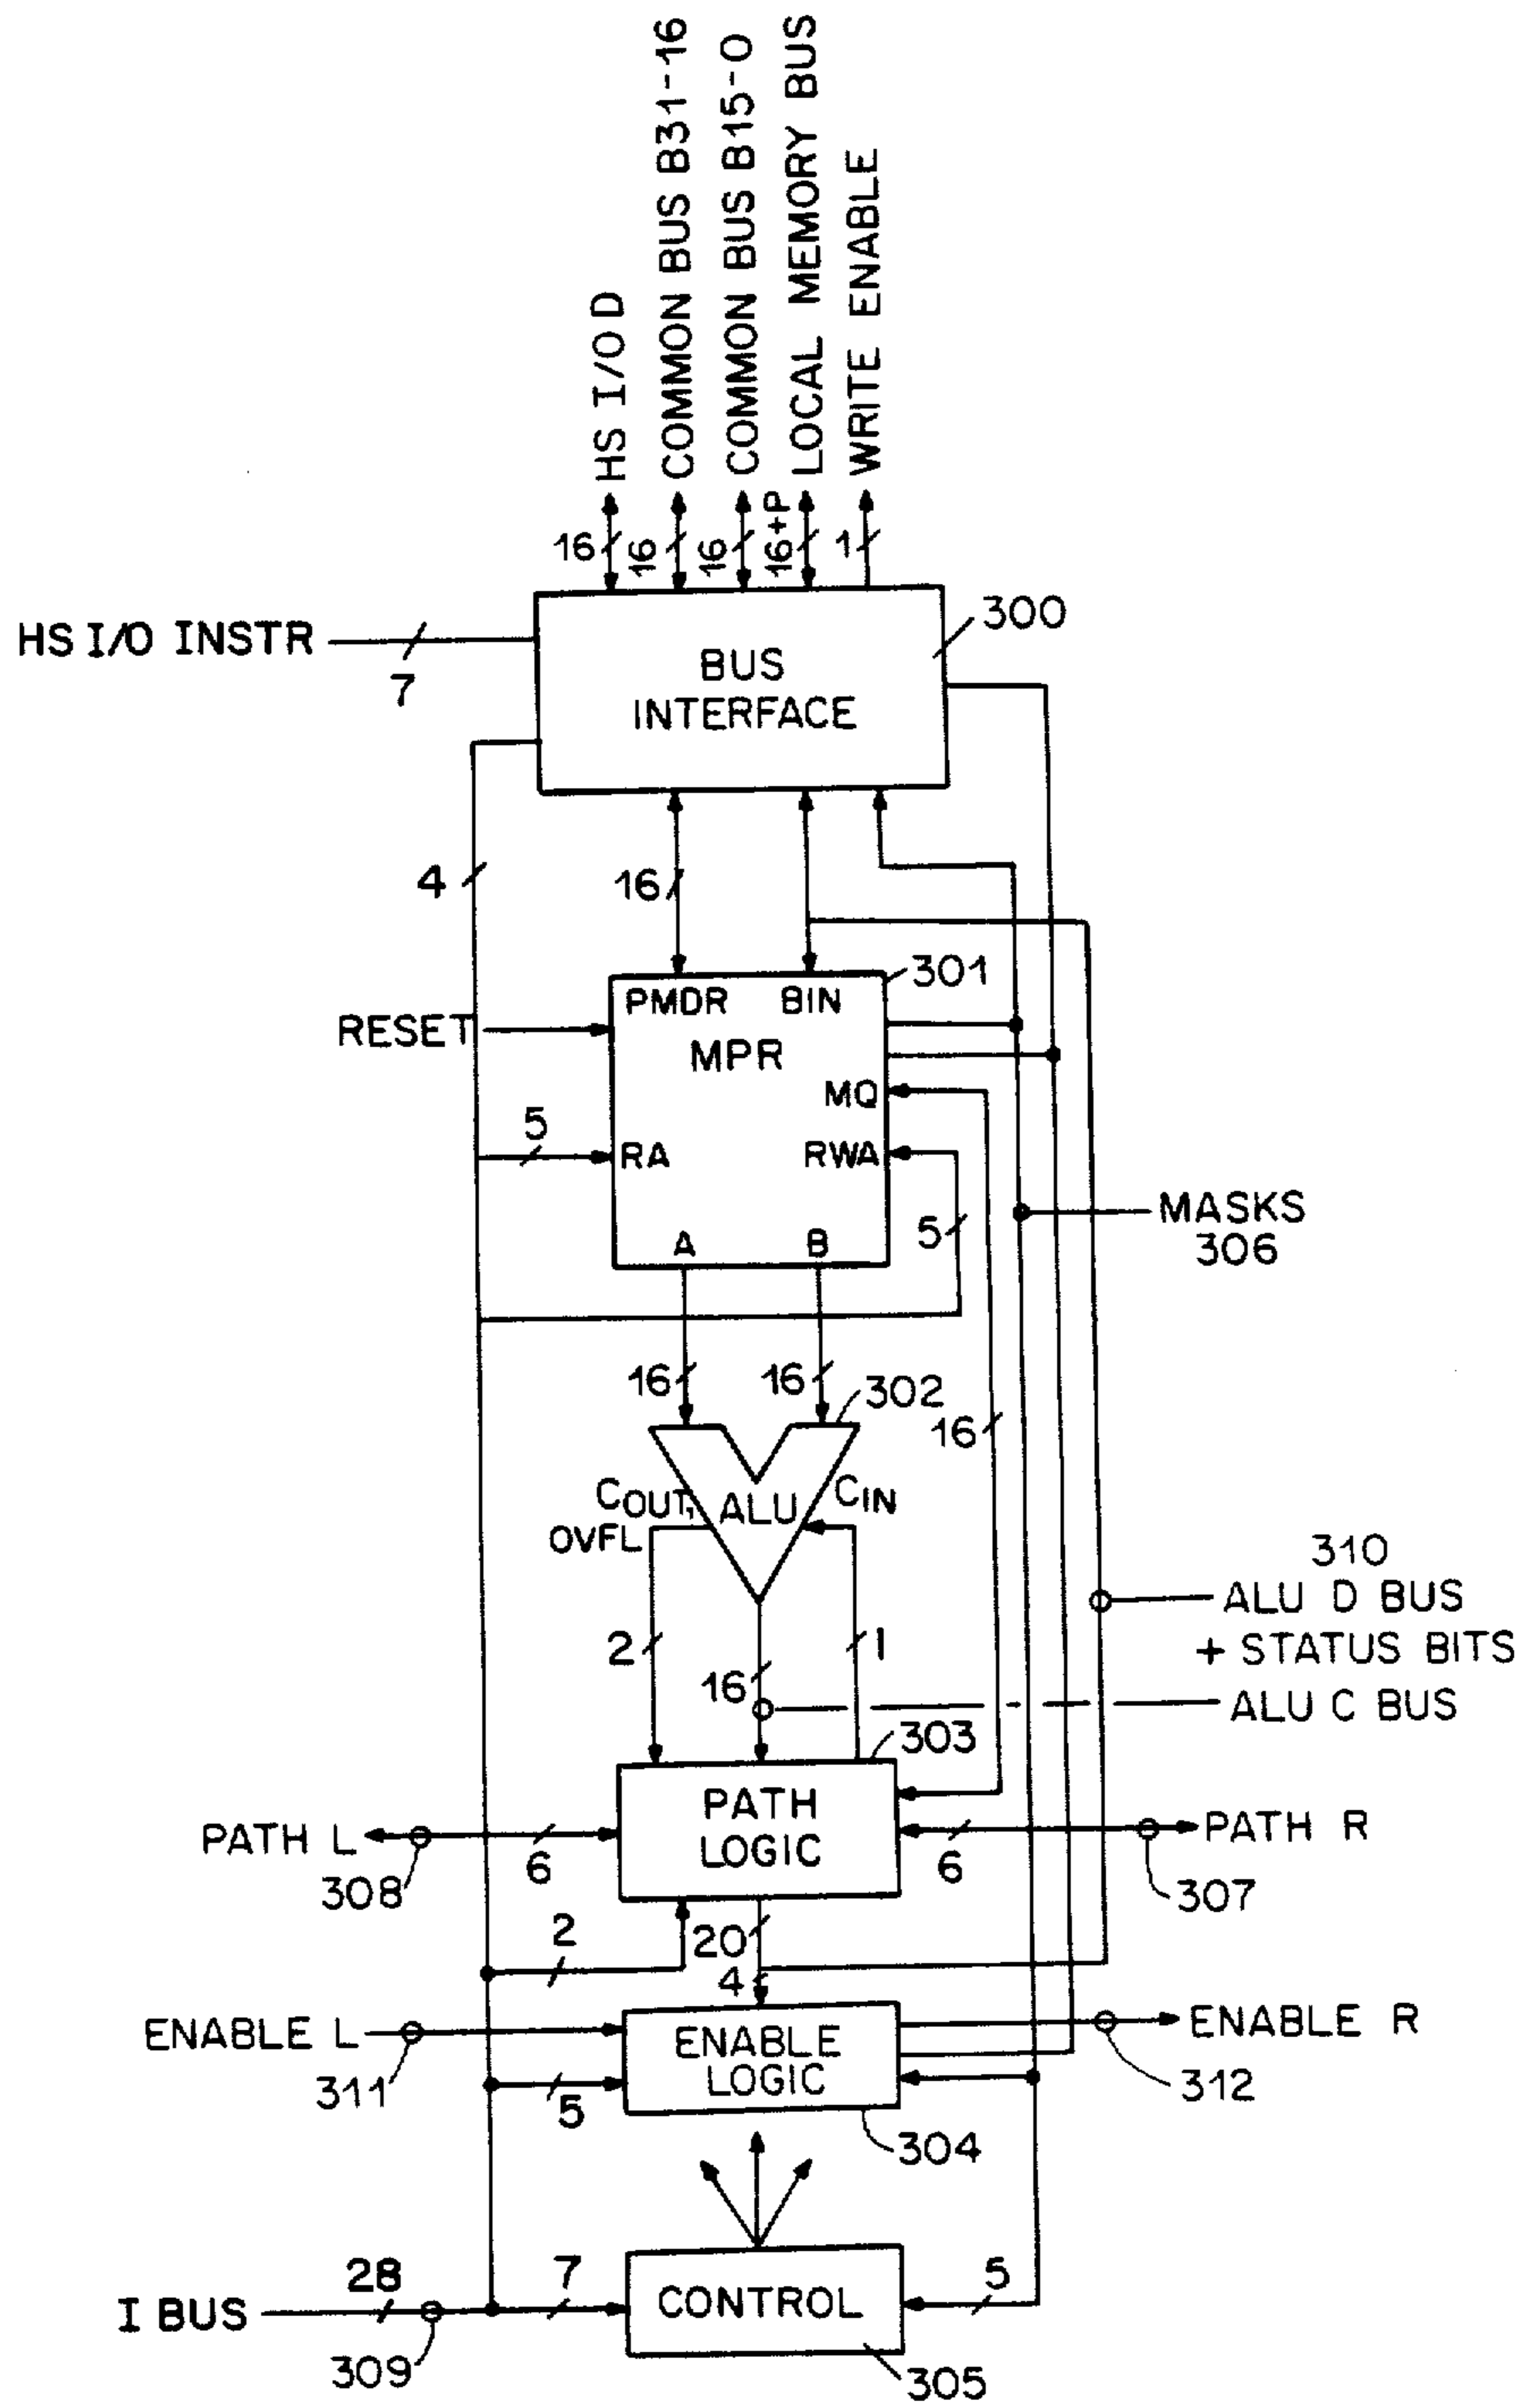 HS I/O D
COMMON BUS B31-16
COMMON BUS B15-0
LOCAL MEMORY BUS
WRITE ENABLE
16
16
16
16+P
1
HS I/O INSTR
7
300
BUS
INTERFACE
4
16
301
PMDR
BIN
RESET
MPR
MQ
5
RA
RWA
5
MASKS
306
A
B
16
16
302
16
COUT,
OVFL
ALU
CIN
310
ALU D BUS
+ STATUS BITS
2
1
16
ALU C BUS
303
PATH
LOGIC
PATH L
6
308
6
PATH R
307
2
20
4
ENABLE L
311
ENABLE
LOGIC
ENABLE R
312
5
304
I BUS
28
309
7
CONTROL
5
305